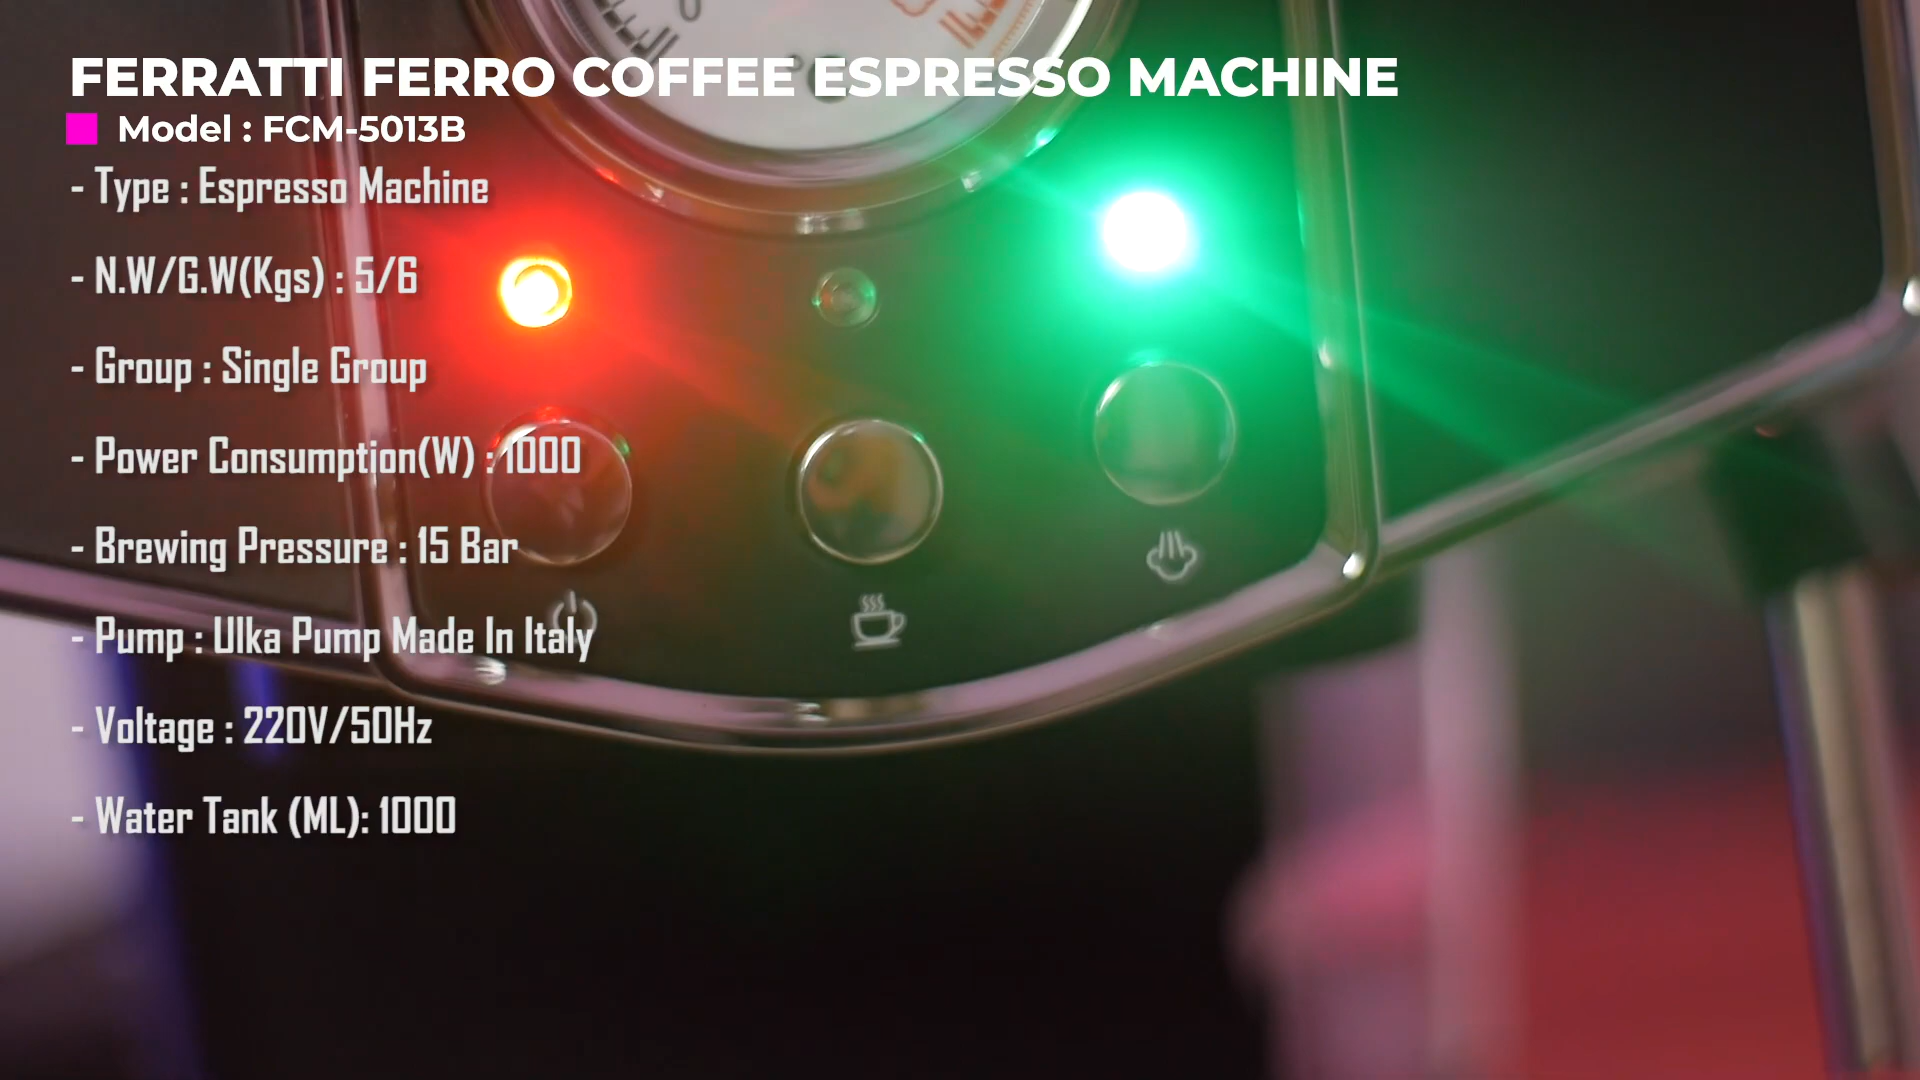 FERRATTI FERRO COFFEE ESPRESSO MACHINE
Model : FCM-5013B
- Type : Espresso Machine
- N.W/G.W(Kgs) : 5/6
- Group : Single Group
- Power Consumption(W) : 1000
- Brewing Pressure : 15 Bar
- Pump : Ulka Pump Made In Italy
- Voltage : 220V/50Hz
- Water Tank (ML): 1000